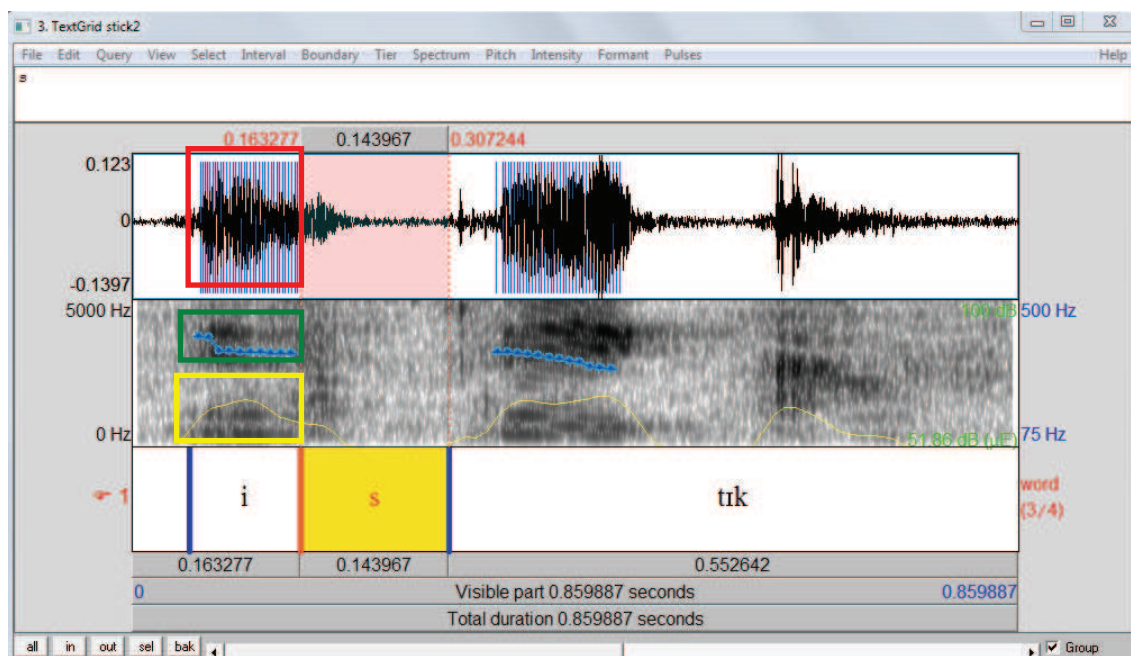 3. TextGrid stick2
File Edit Query View Select Interval Boundary Tier Spectrum Pitch Intensity Formant Pulses Help
s
0.163277 0.143967 0.307244
0.123
0
-0.1397
5000 Hz 100 dB 500 Hz
0 Hz 51.86 dB (µE) 75 Hz
☞ 1 i s tɪk word
(3/4)
0.163277 0.143967 0.552642
0 Visible part 0.859887 seconds 0.859887
Total duration 0.859887 seconds
all in out sel bak Group